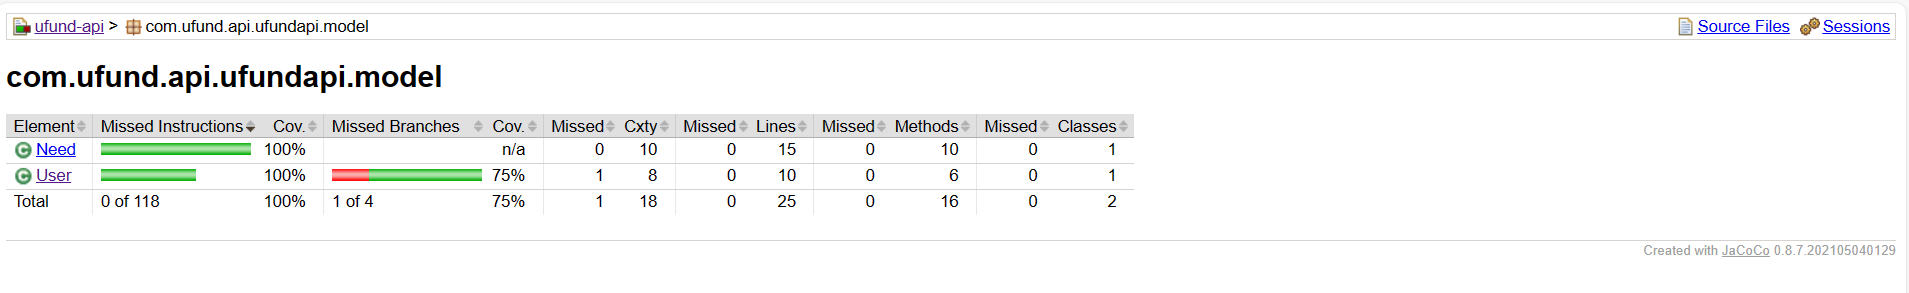 ufund-api > com.ufund.api.ufundapi.model Source Files Sessions
com.ufund.api.ufundapi.model
Element Missed Instructions Cov. Missed Branches Cov. Missed Cxty Missed Lines Missed Methods Missed Classes
C Need 100% n/a 0 10 0 15 0 10 0 1
C User 100% 75% 1 8 0 10 0 6 0 1
Total 0 of 118 100% 1 of 4 75% 1 18 0 25 0 16 0 2
Created with JaCoCo 0.8.7.202105040129